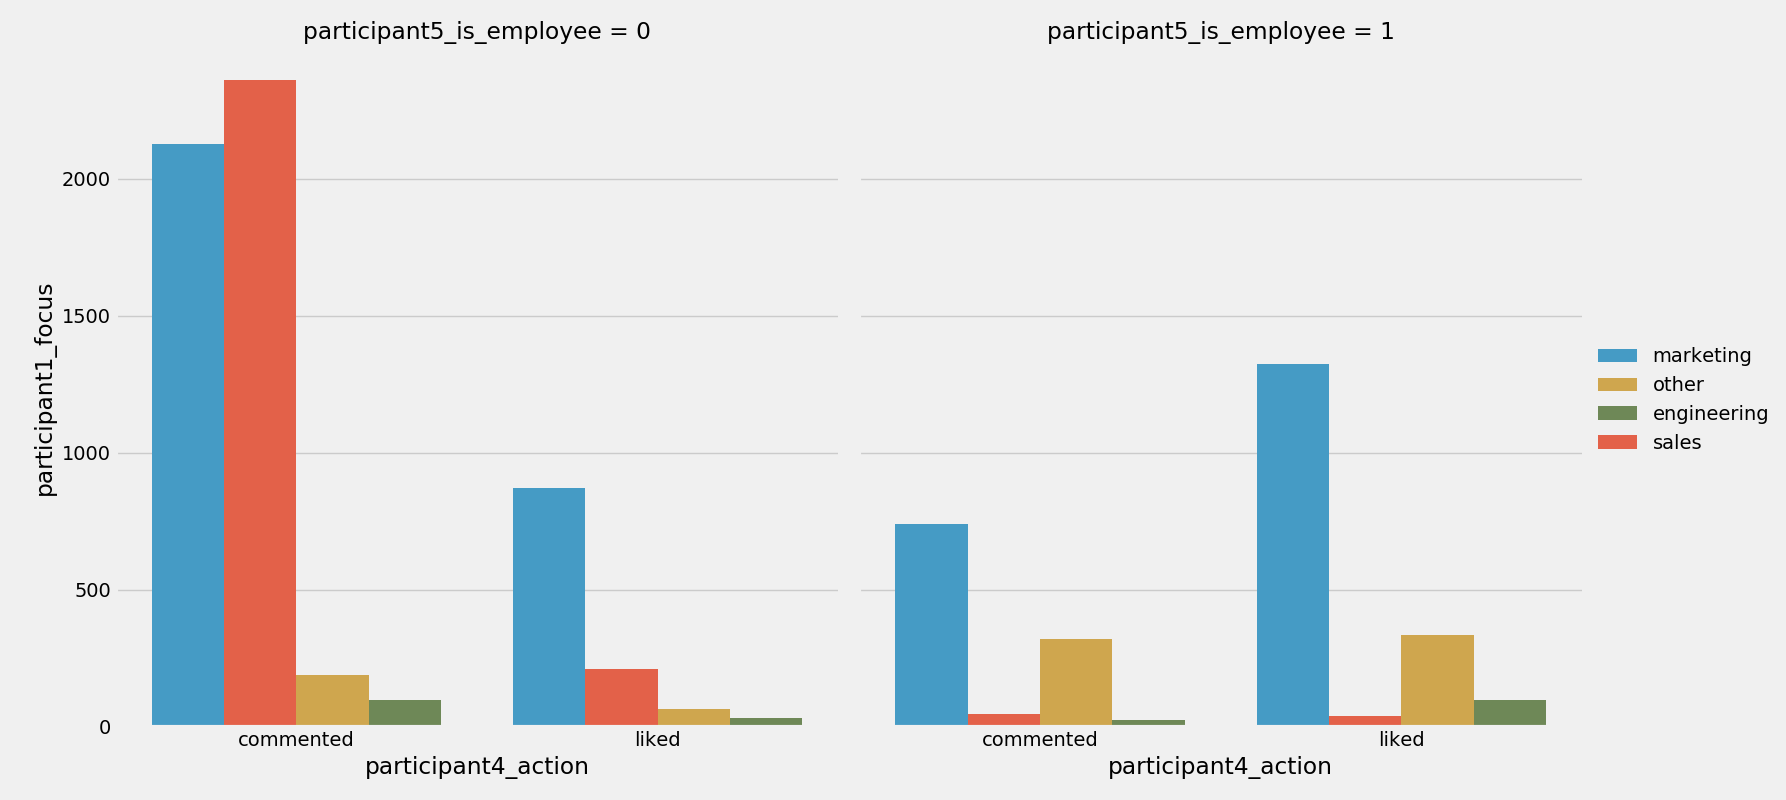 participant5_is_employee = 0
participant5_is_employee = 1
participant1_focus
2000
1500
1000
500
0
commented
liked
commented
liked
participant4_action
participant4_action
marketing
other
engineering
sales